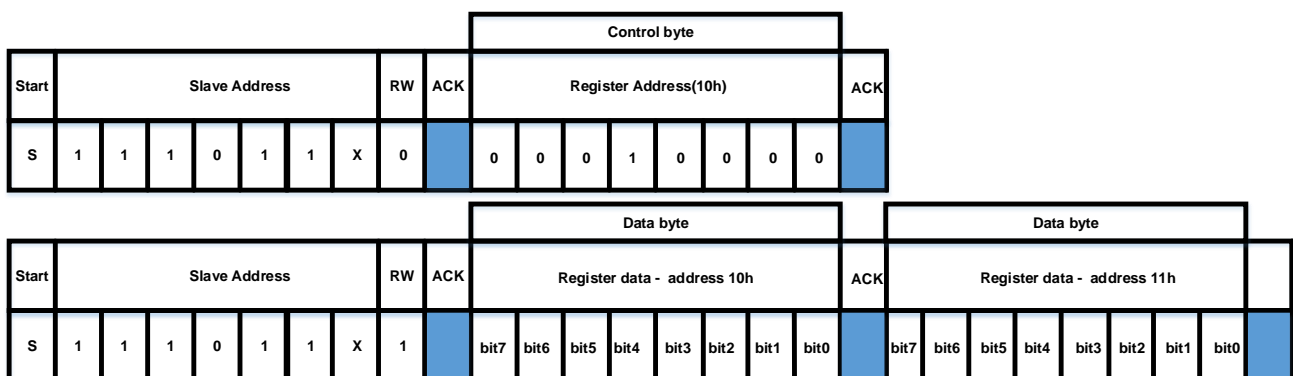 Control byte
Start Slave Address RW ACK Register Address(10h) ACK
S 1 1 1 0 1 1 X 0 0 0 0 1 0 0 0 0
Data byte Data byte
Start Slave Address RW ACK Register data - address 10h ACK Register data - address 11h
S 1 1 1 0 1 1 X 1 bit7 bit6 bit5 bit4 bit3 bit2 bit1 bit0 bit7 bit6 bit5 bit4 bit3 bit2 bit1 bit0